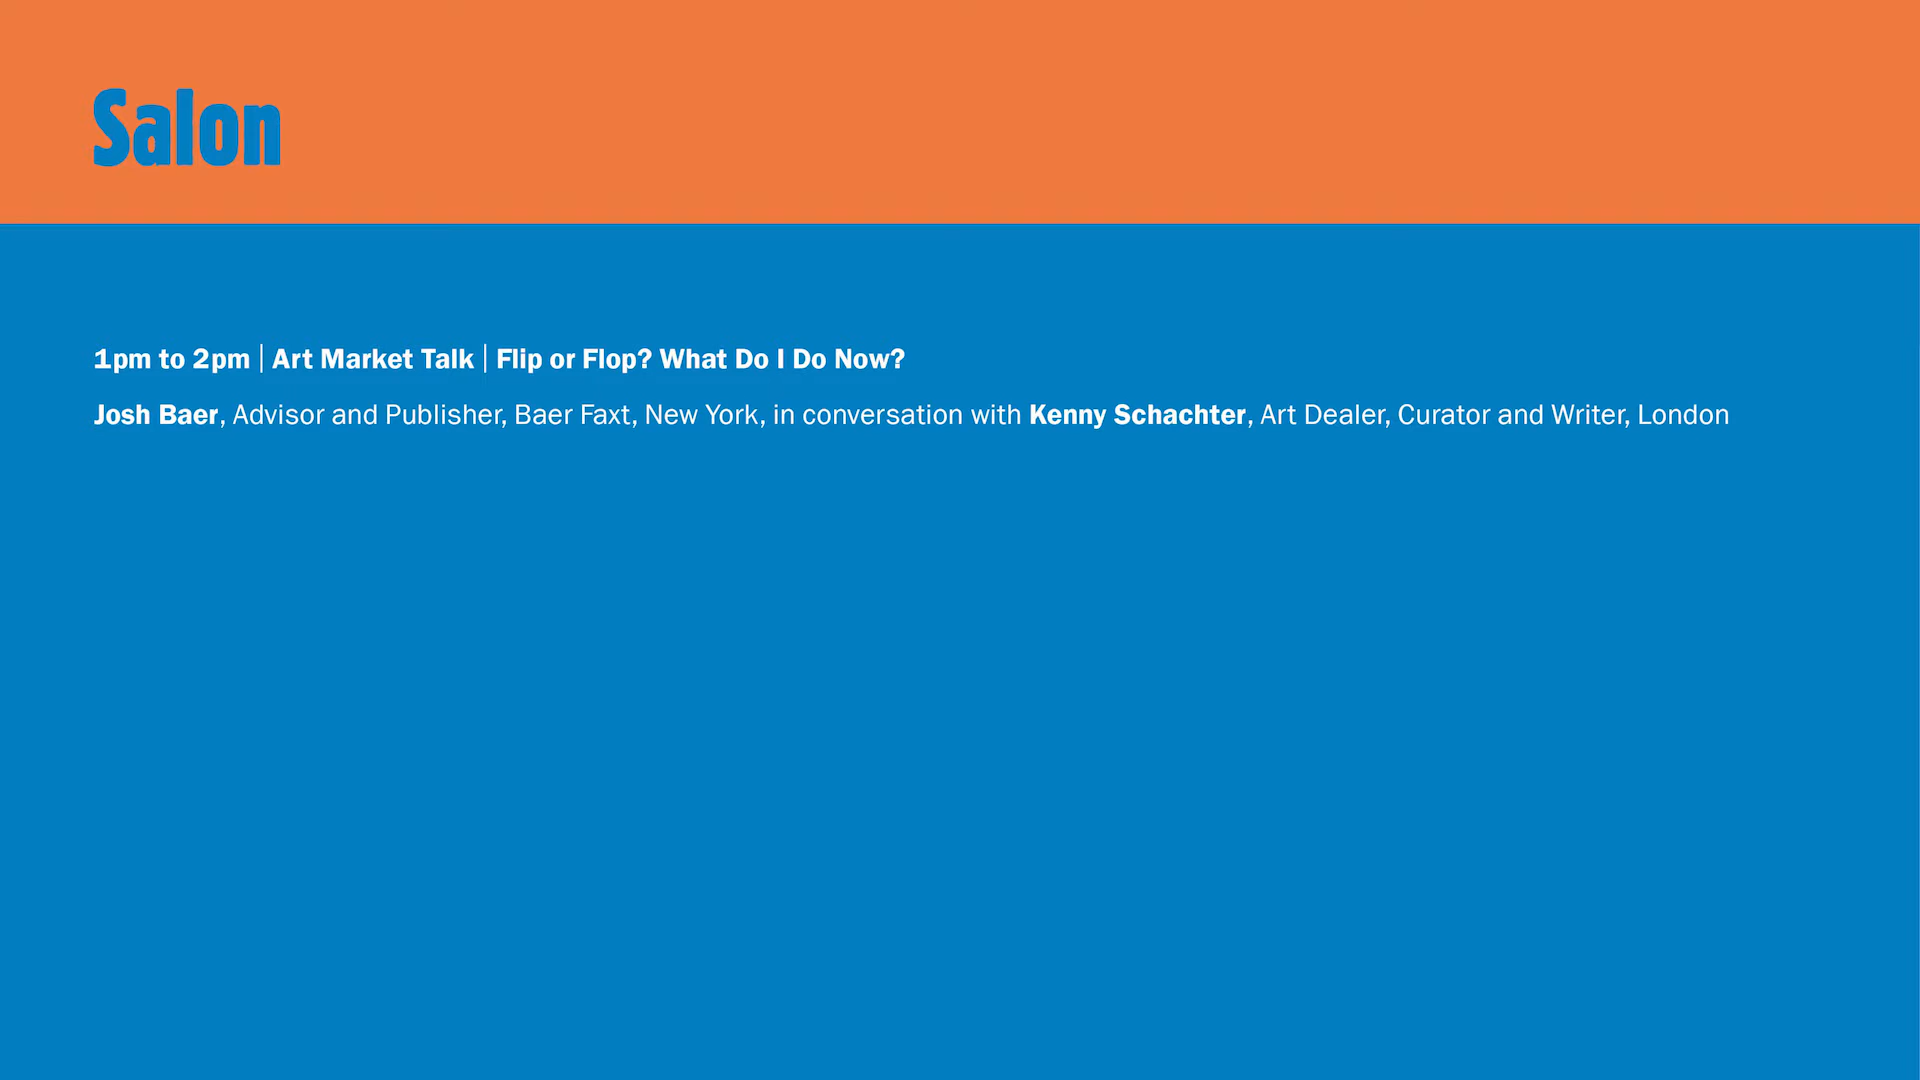 Salon
1pm to 2pm | Art Market Talk | Flip or Flop? What Do I Do Now?
Josh Baer, Advisor and Publisher, Baer Faxt, New York, in conversation with Kenny Schachter, Art Dealer, Curator and Writer, London